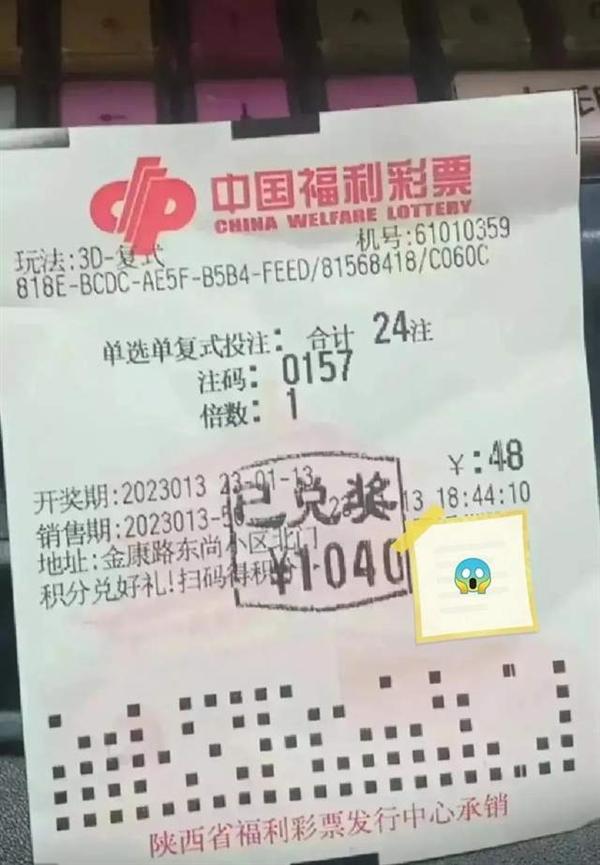 中国福利彩票
CHINA WELFARE LOTTERY
玩法:3D-复式 机号:61010359
818E-BCDC-AE5F-B5B4-FEED/81568418/C060C
单选单复式投注: 合计 24注
注码: 0157
倍数: 1
¥:48
开奖期:2023013 23-01-13
销售期:2023013- 13 18:44:10
地址:金康路东尚小区北门
积分兑好礼!扫码得积分
已兑奖
¥1040
陕西省福利彩票发行中心承销